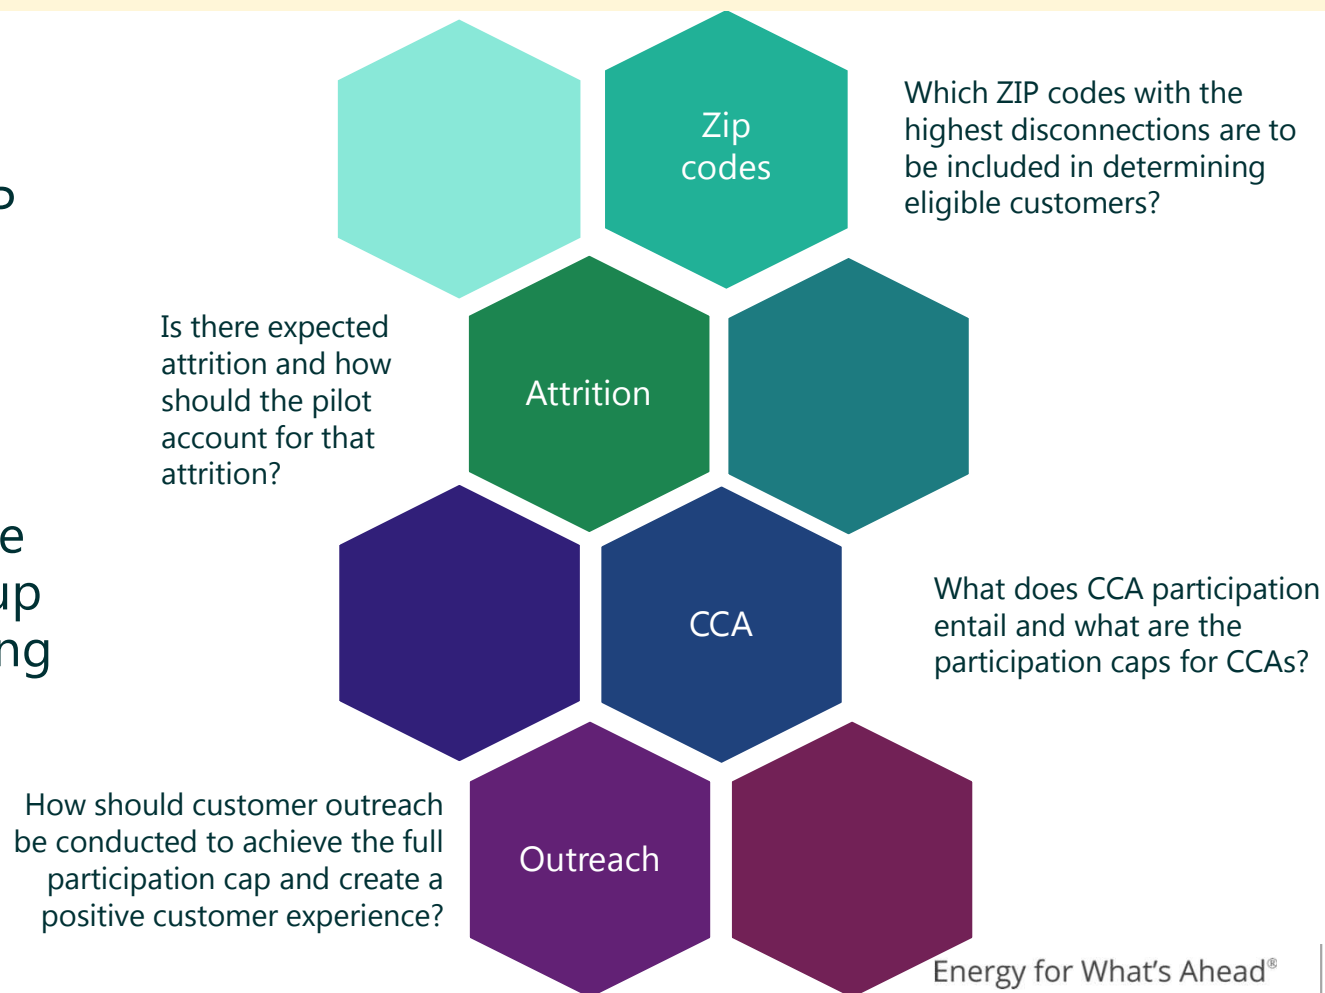 P
e
up
ng
Zip
codes
Which ZIP codes with the
highest disconnections are to
be included in determining
eligible customers?
Is there expected
attrition and how
should the pilot
account for that
attrition?
Attrition
CCA
What does CCA participation
entail and what are the
participation caps for CCAs?
How should customer outreach
be conducted to achieve the full
participation cap and create a
positive customer experience?
Outreach
Energy for What's Ahead®